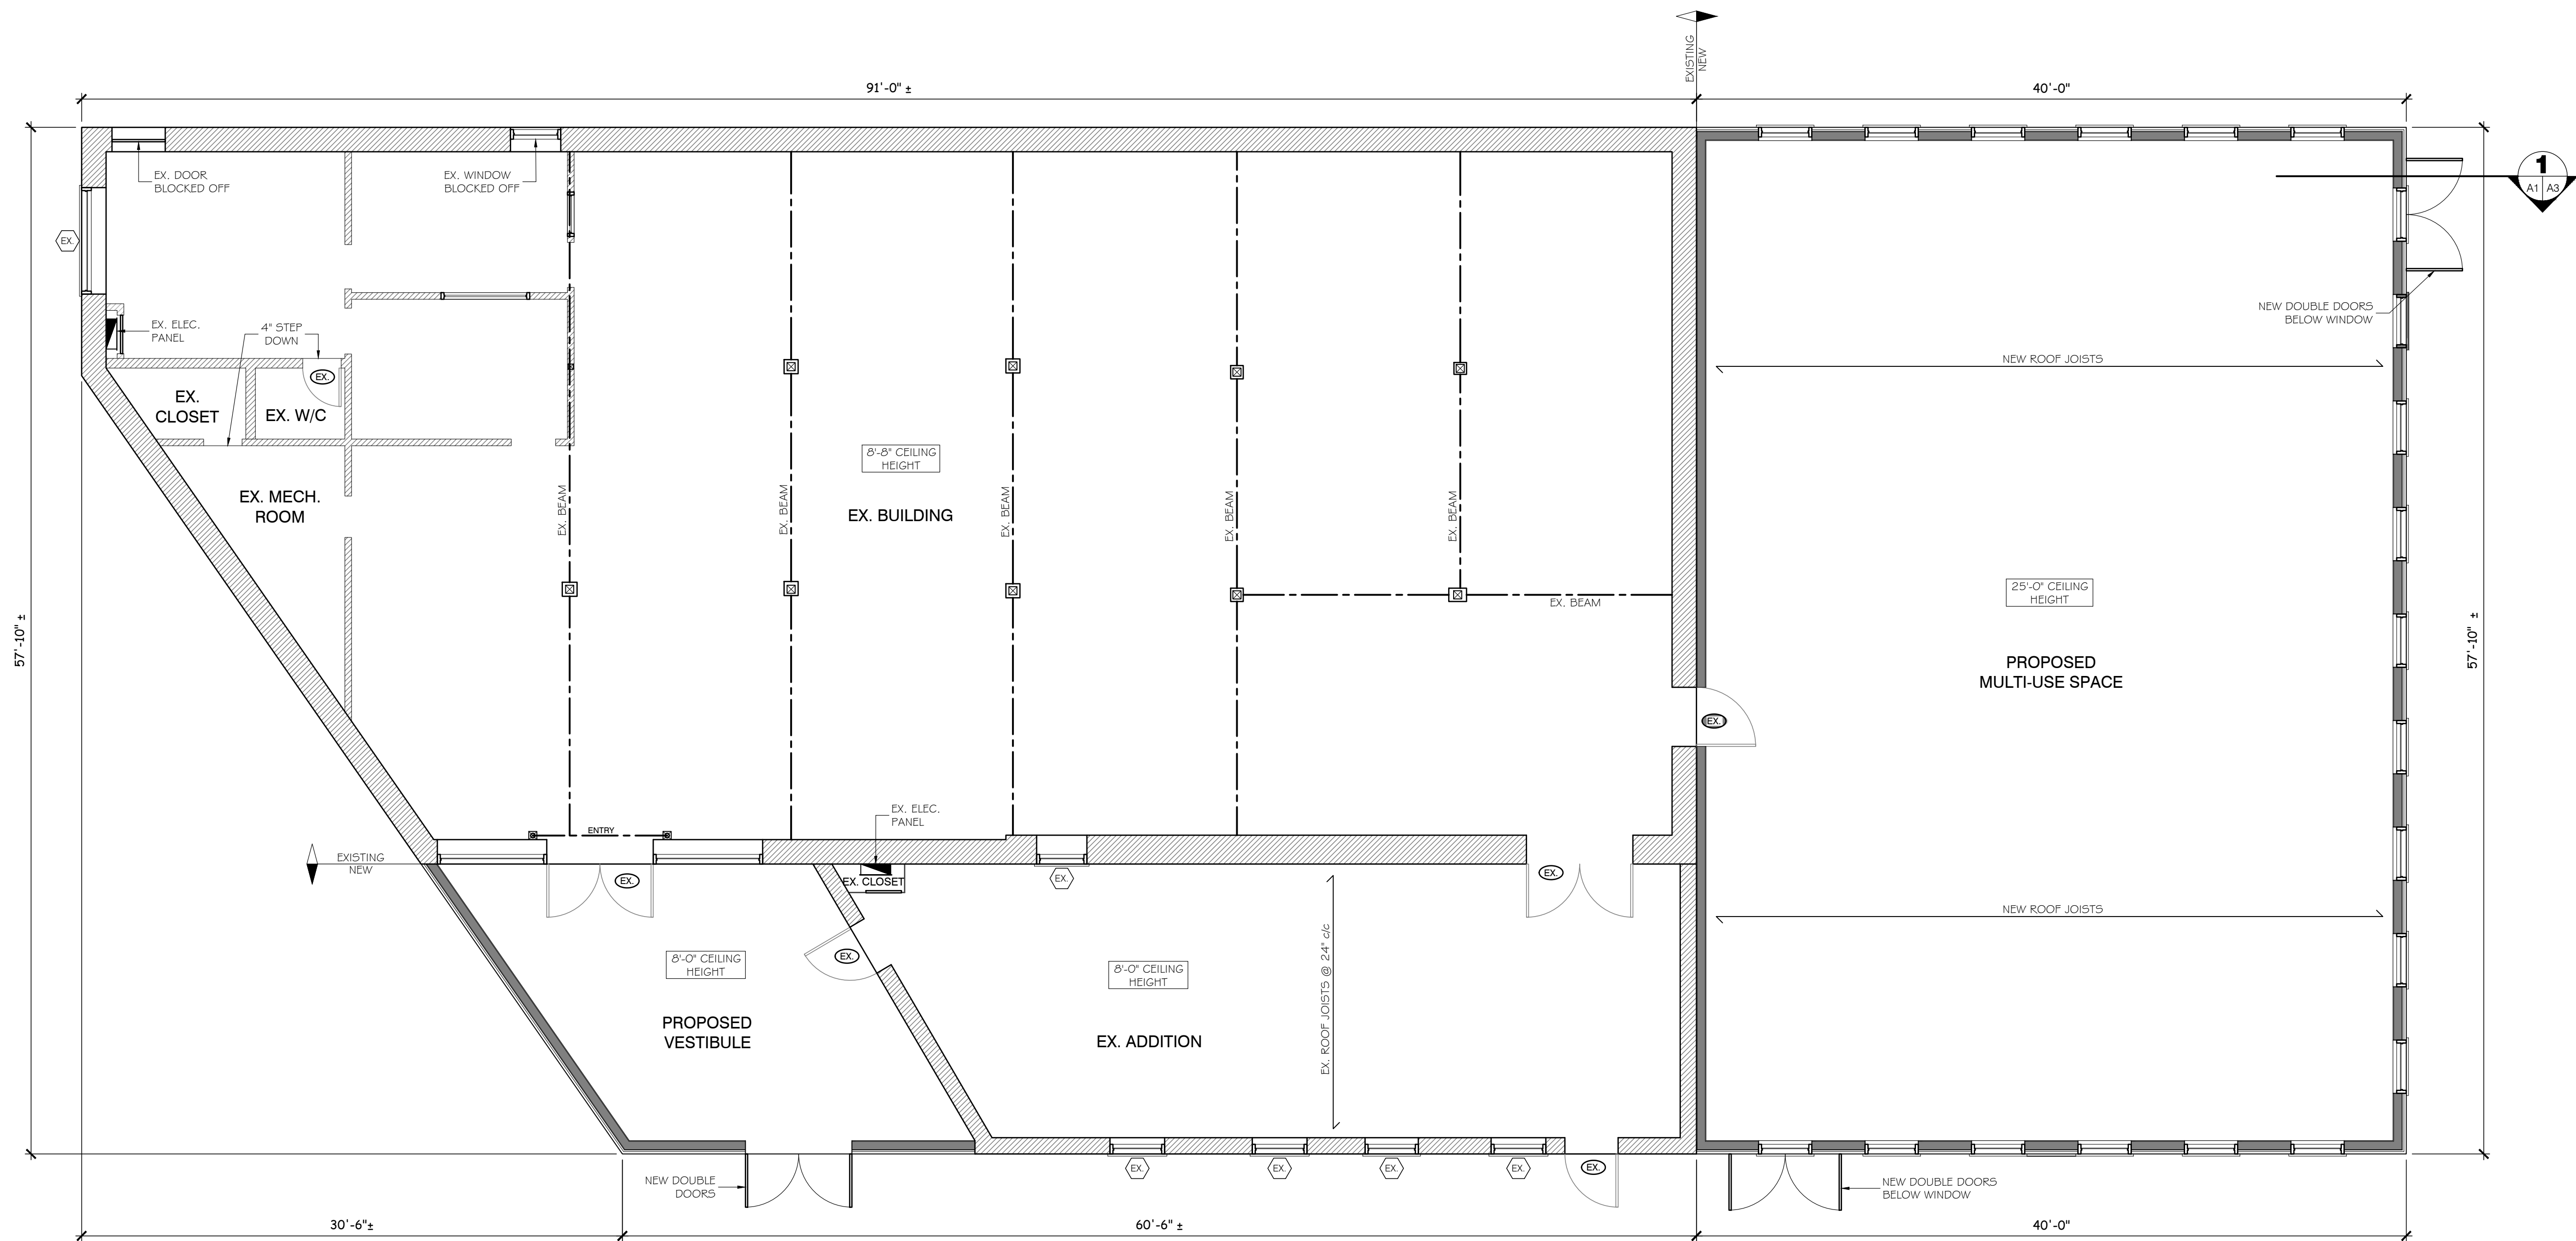 EXISTING
NEW
91'-0" ±
40'-0"
EX. DOOR
BLOCKED OFF
EX. WINDOW
BLOCKED OFF
1
A1 A3
EX.
NEW DOUBLE DOORS
BELOW WINDOW
EX. ELEC.
PANEL
4" STEP
DOWN
NEW ROOF JOISTS
EX.
EX.
CLOSET
EX. W/C
8'-8" CEILING
HEIGHT
EX. MECH.
ROOM
EX. BEAM
EX. BEAM
EX. BUILDING
EX. BEAM
EX. BEAM
EX. BEAM
EX. BEAM
25'-0" CEILING
HEIGHT
57'-10" ±
57'-10" ±
PROPOSED
MULTI-USE SPACE
EX.
EX. ELEC.
PANEL
ENTRY
EXISTING
NEW
EX.
EX. CLOSET
EX.
EX.
NEW ROOF JOISTS
EX.
8'-0" CEILING
HEIGHT
8'-0" CEILING
HEIGHT
EX. ROOF JOISTS @ 24" c/c
PROPOSED
VESTIBULE
EX. ADDITION
EX.
EX.
EX.
EX.
EX.
NEW DOUBLE
DOORS
NEW DOUBLE DOORS
BELOW WINDOW
30'-6"±
60'-6" ±
40'-0"